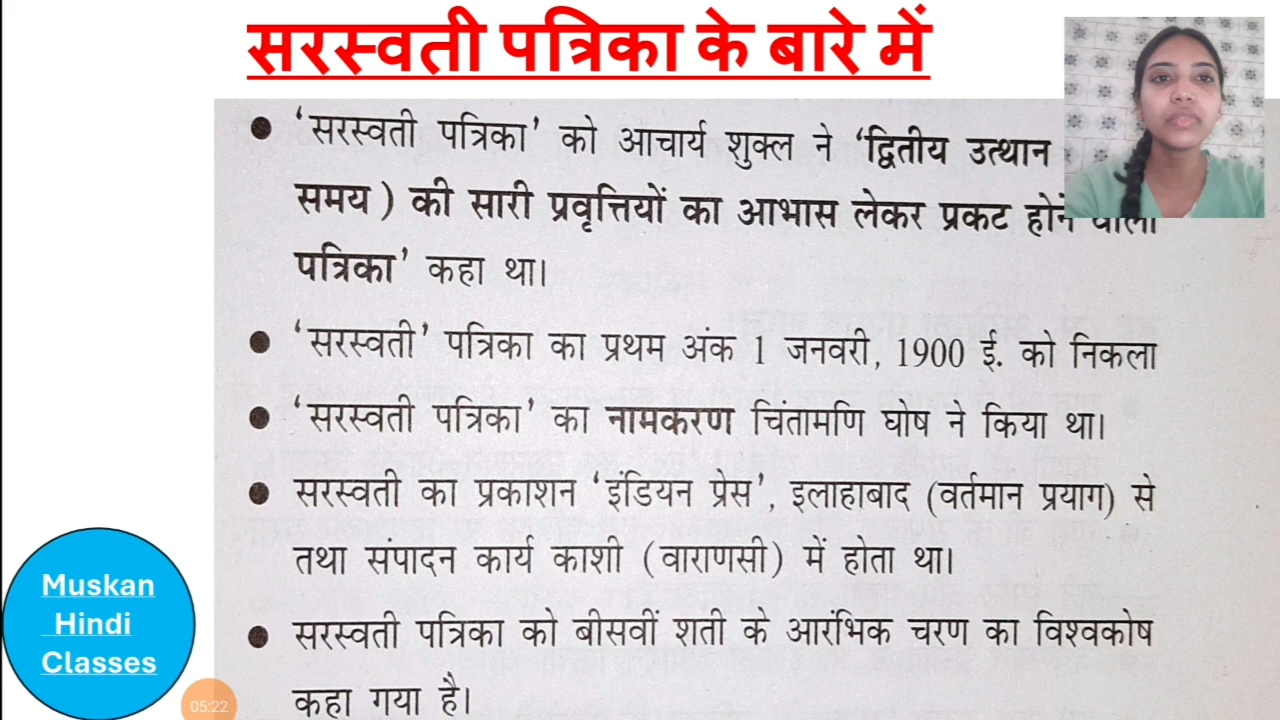 सरस्वती पत्रिका के बारे में
• 'सरस्वती पत्रिका' को आचार्य शुक्ल ने 'द्वितीय उत्थान
समय) की सारी प्रवृत्तियों का आभास लेकर प्रकट होने वाली
पत्रिका' कहा था।
• 'सरस्वती' पत्रिका का प्रथम अंक 1 जनवरी, 1900 ई. को निकला
• 'सरस्वती पत्रिका' का नामकरण चिंतामणि घोष ने किया था।
• सरस्वती का प्रकाशन 'इंडियन प्रेस', इलाहाबाद (वर्तमान प्रयाग) से
तथा संपादन कार्य काशी (वाराणसी) में होता था।
• सरस्वती पत्रिका को बीसवीं शती के आरंभिक चरण का विश्वकोष
कहा गया है।
Muskan
Hindi
Classes
05:22